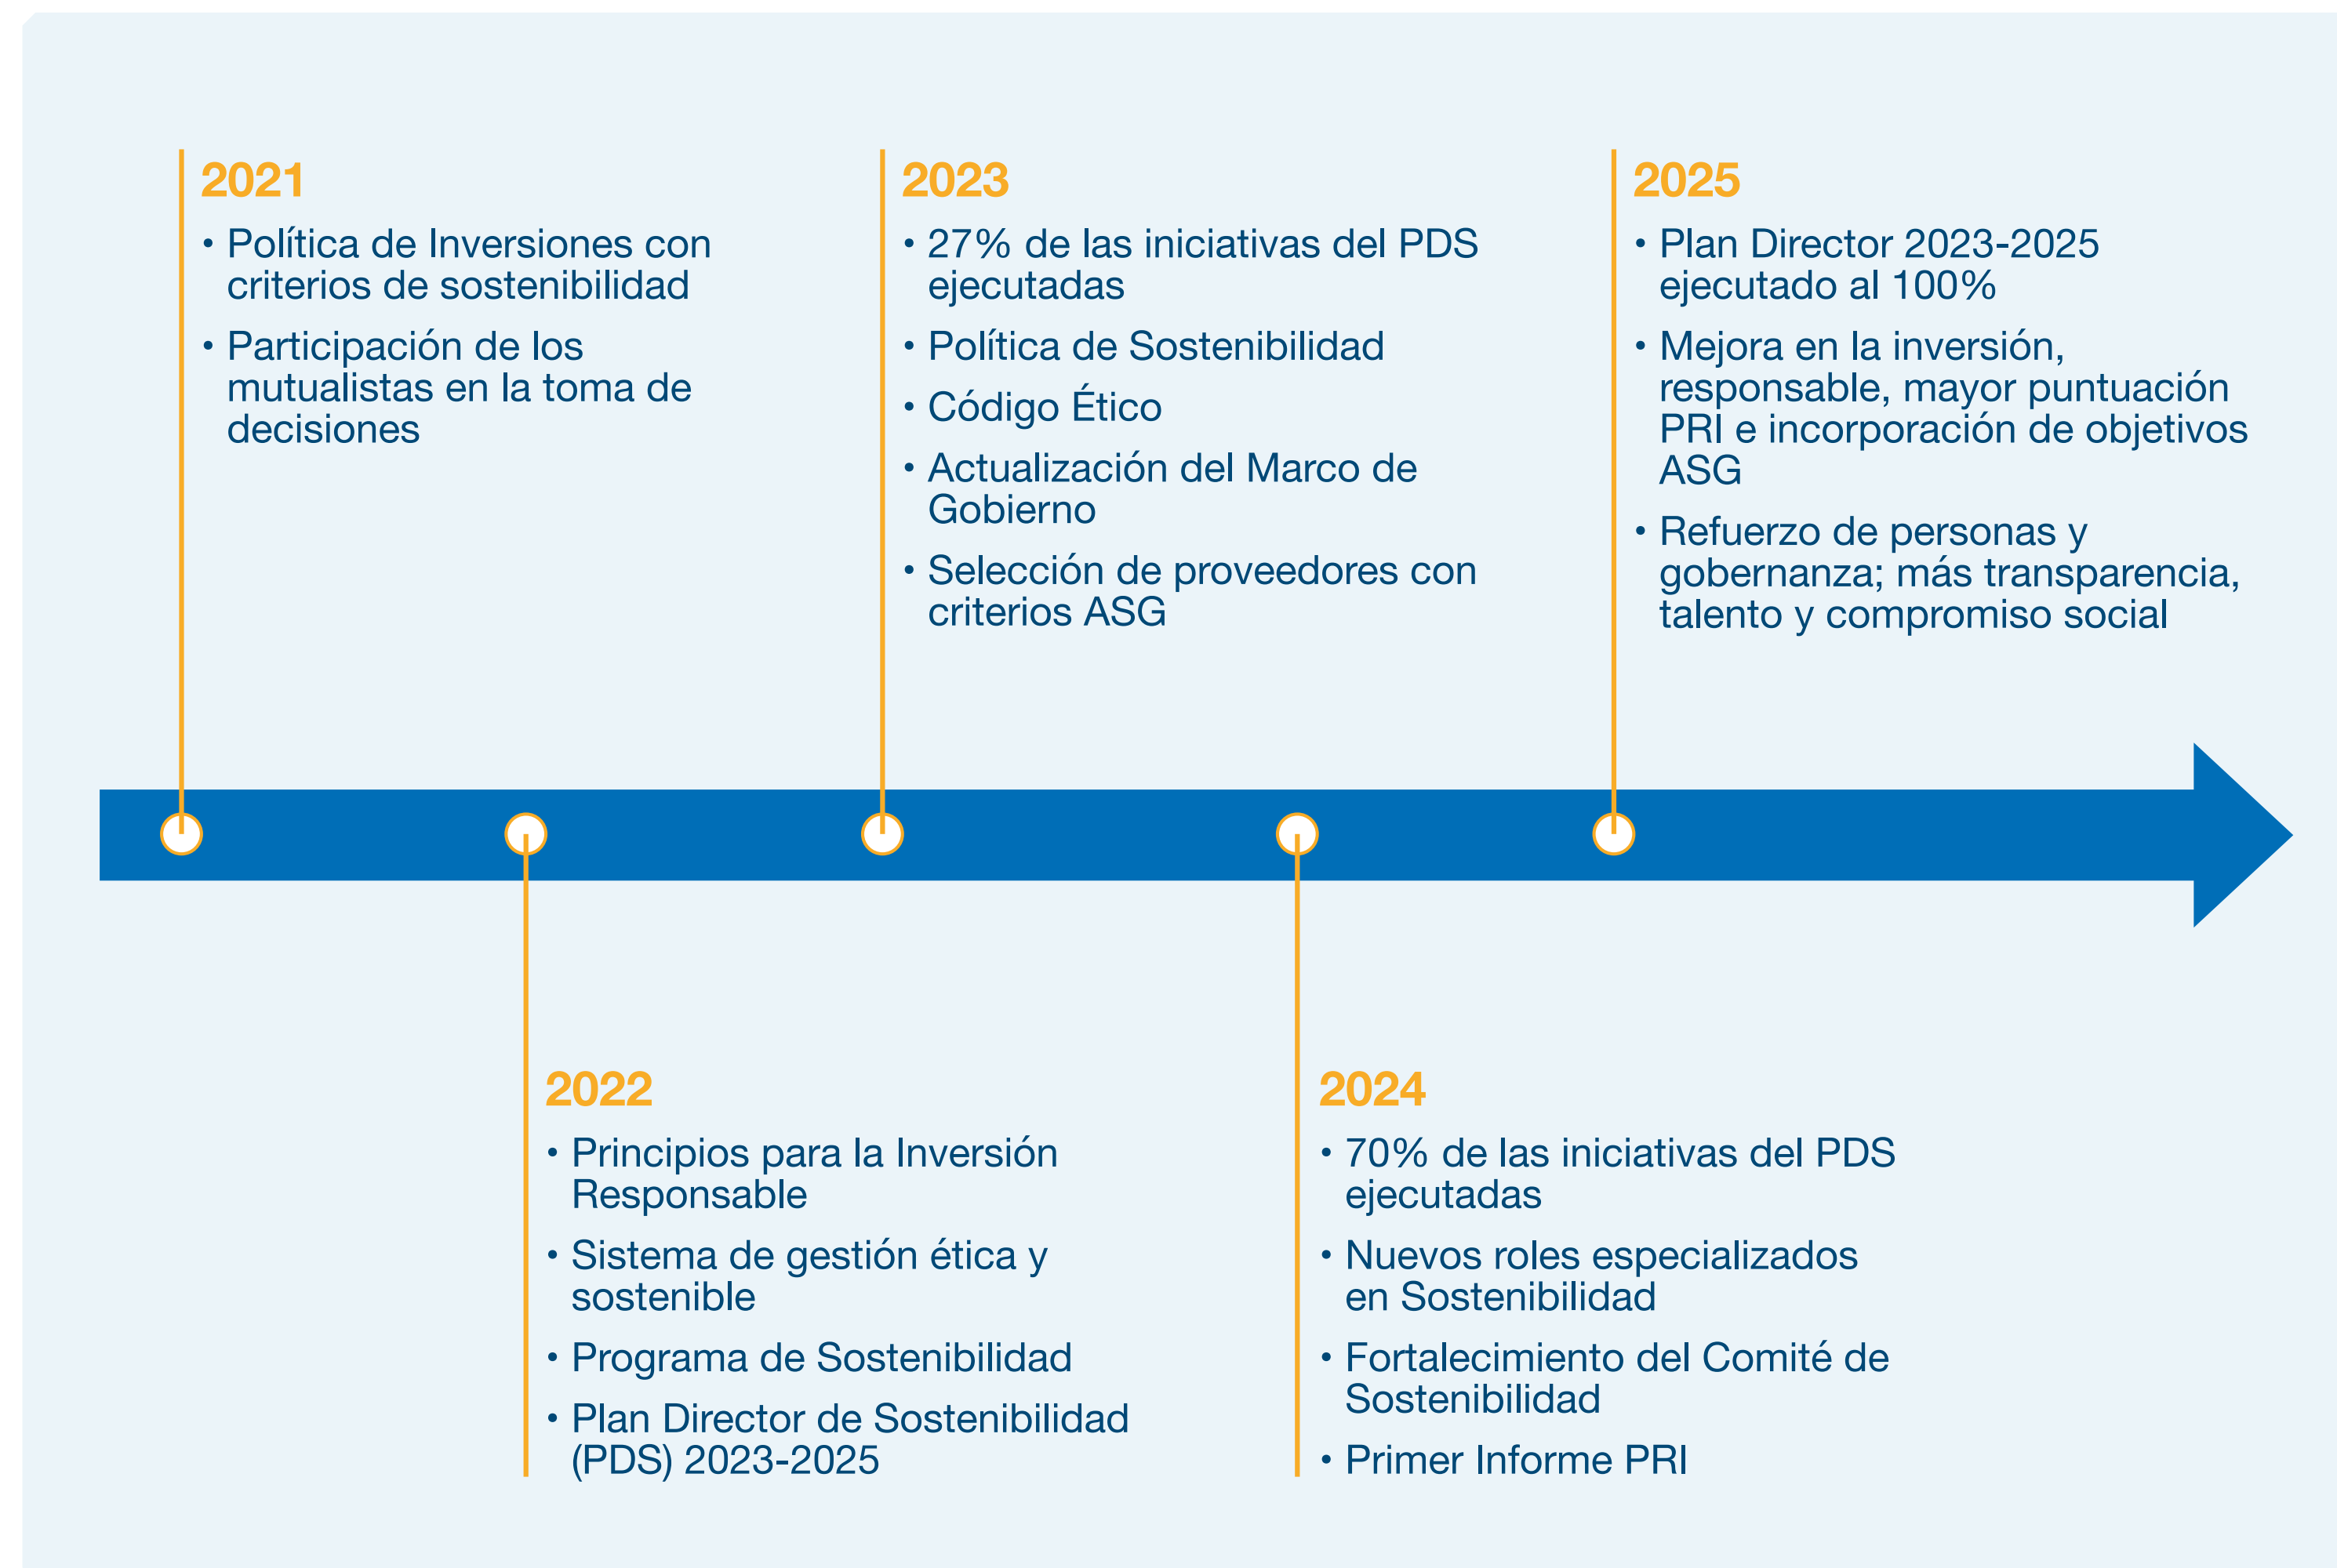 2021
• Política de Inversiones con
criterios de sostenibilidad
• Participación de los
mutualistas en la toma de
decisiones
2023
• 27% de las iniciativas del PDS
ejecutadas
• Política de Sostenibilidad
• Código Ético
• Actualización del Marco de
Gobierno
• Selección de proveedores con
criterios ASG
2025
• Plan Director 2023-2025
ejecutado al 100%
• Mejora en la inversión,
responsable, mayor puntuación
PRI e incorporación de objetivos
ASG
• Refuerzo de personas y
gobernanza; más transparencia,
talento y compromiso social
2022
• Principios para la Inversión
Responsable
• Sistema de gestión ética y
sostenible
• Programa de Sostenibilidad
• Plan Director de Sostenibilidad
(PDS) 2023-2025
2024
• 70% de las iniciativas del PDS
ejecutadas
• Nuevos roles especializados
en Sostenibilidad
• Fortalecimiento del Comité de
Sostenibilidad
• Primer Informe PRI